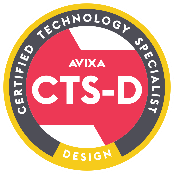 CERTIFIED TECHNOLOGY SPECIALIST
AVIXA
CTS-D
DESIGN